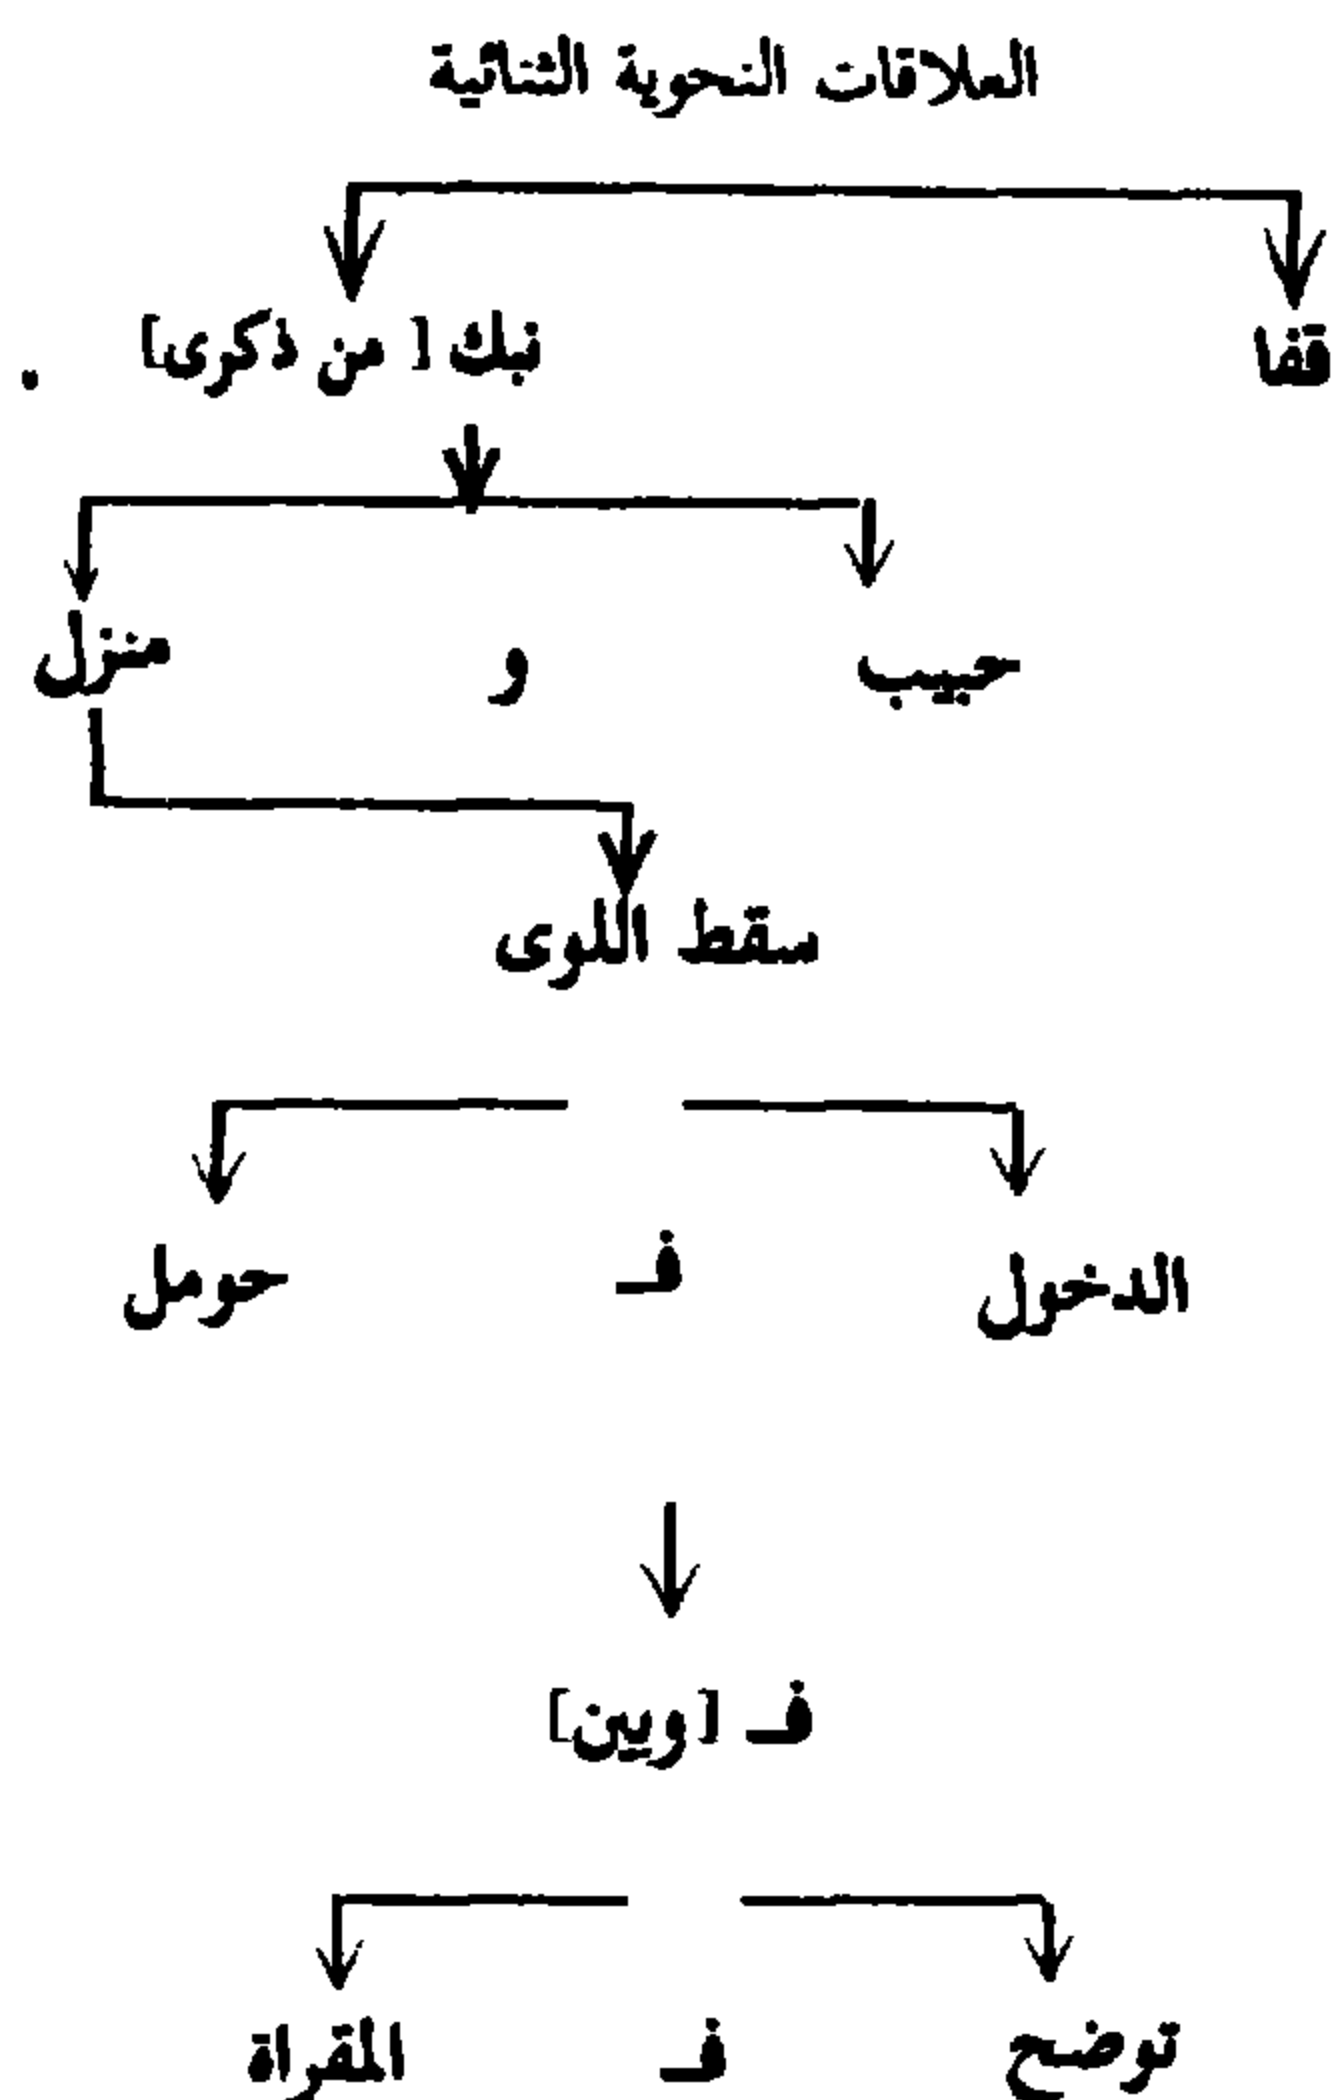 العلاقات النحوية الثنائية
قفا نبك [ من ذكرى] .
حبيب و منزل
سقط اللوى
الدخول فـ حومل
فـ [وبين]
توضح فـ المقراة